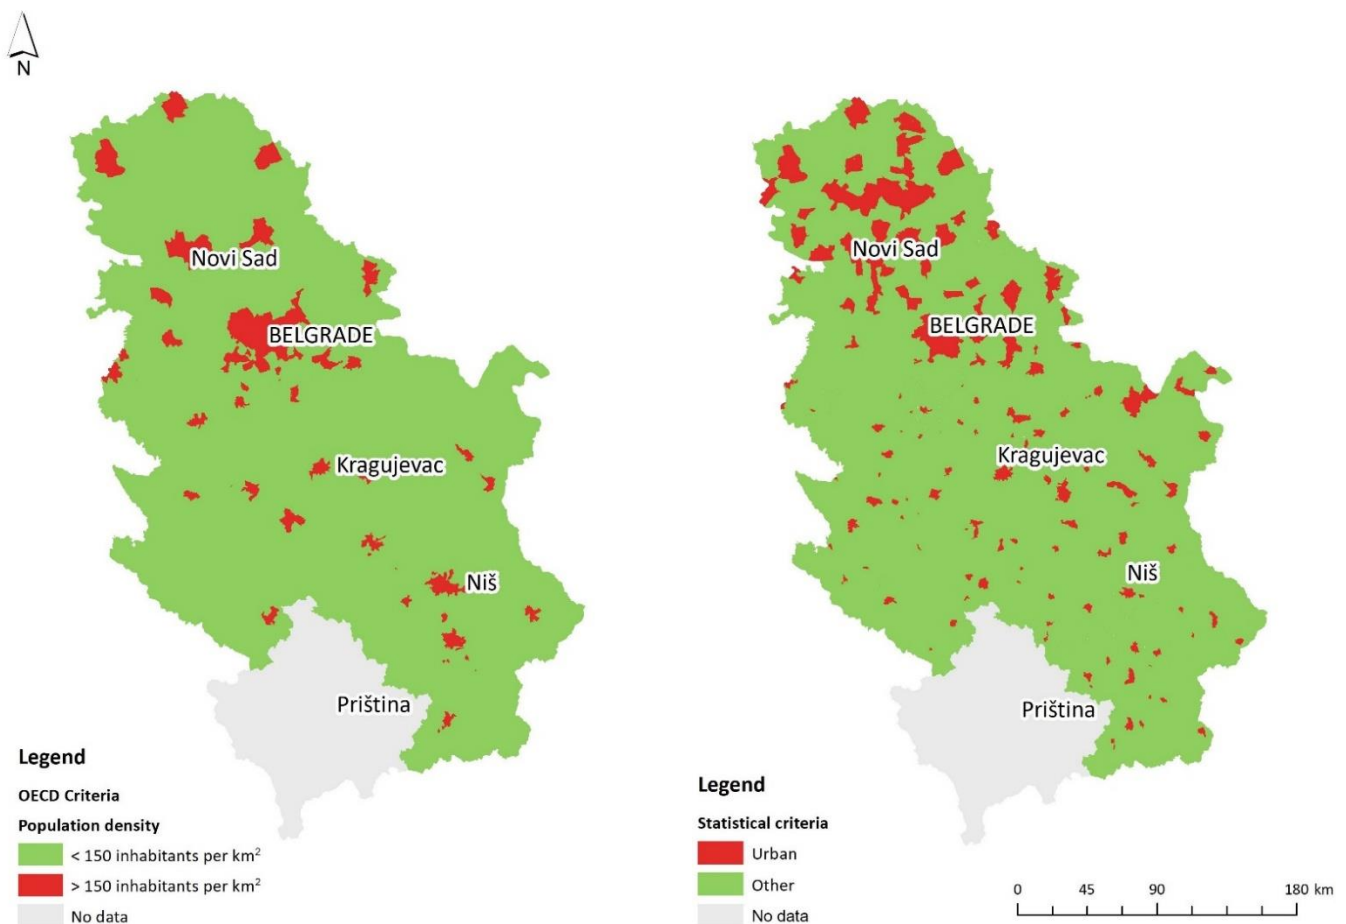 N
Novi Sad
BELGRADE
Kragujevac
Niš
Priština
Legend
OECD Criteria
Population density
< 150 inhabitants per km²
> 150 inhabitants per km²
No data
Novi Sad
BELGRADE
Kragujevac
Niš
Priština
Legend
Statistical criteria
Urban
Other
No data
0 45 90 180 km